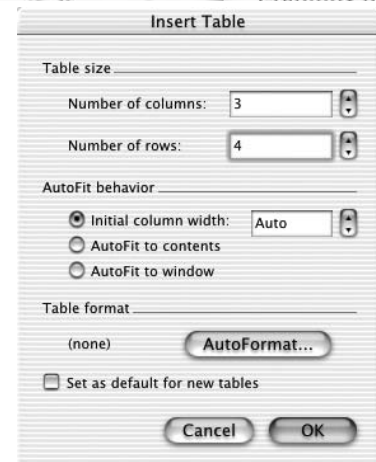 Insert Table
Table size
Number of columns: 3
Number of rows: 4
AutoFit behavior
Initial column width: Auto
AutoFit to contents
AutoFit to window
Table format
(none) AutoFormat...
Set as default for new tables
Cancel OK